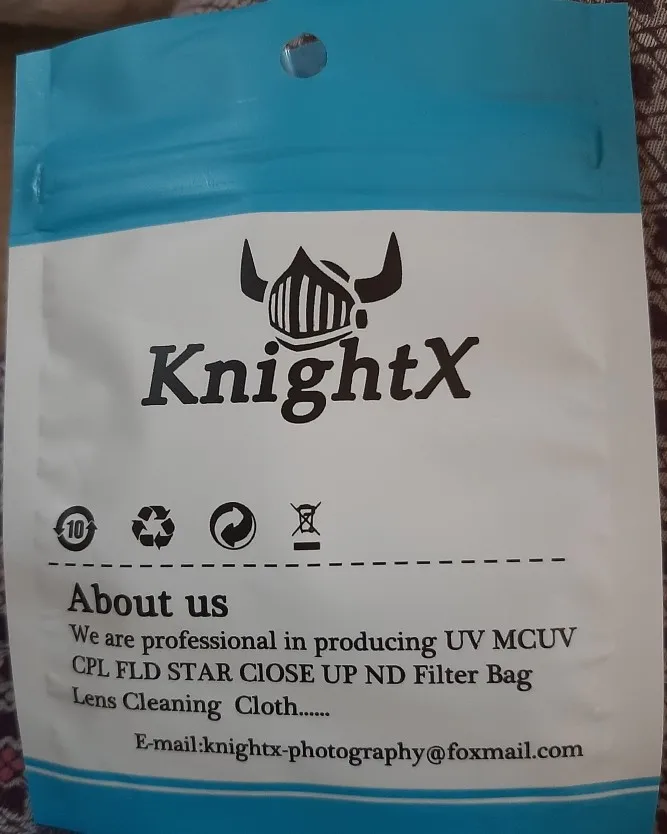 KnightX
10
About us
We are professional in producing UV MCUV
CPL FLD STAR ClOSE UP ND Filter Bag
Lens Cleaning Cloth......
E-mail:knightx-photography@foxmail.com